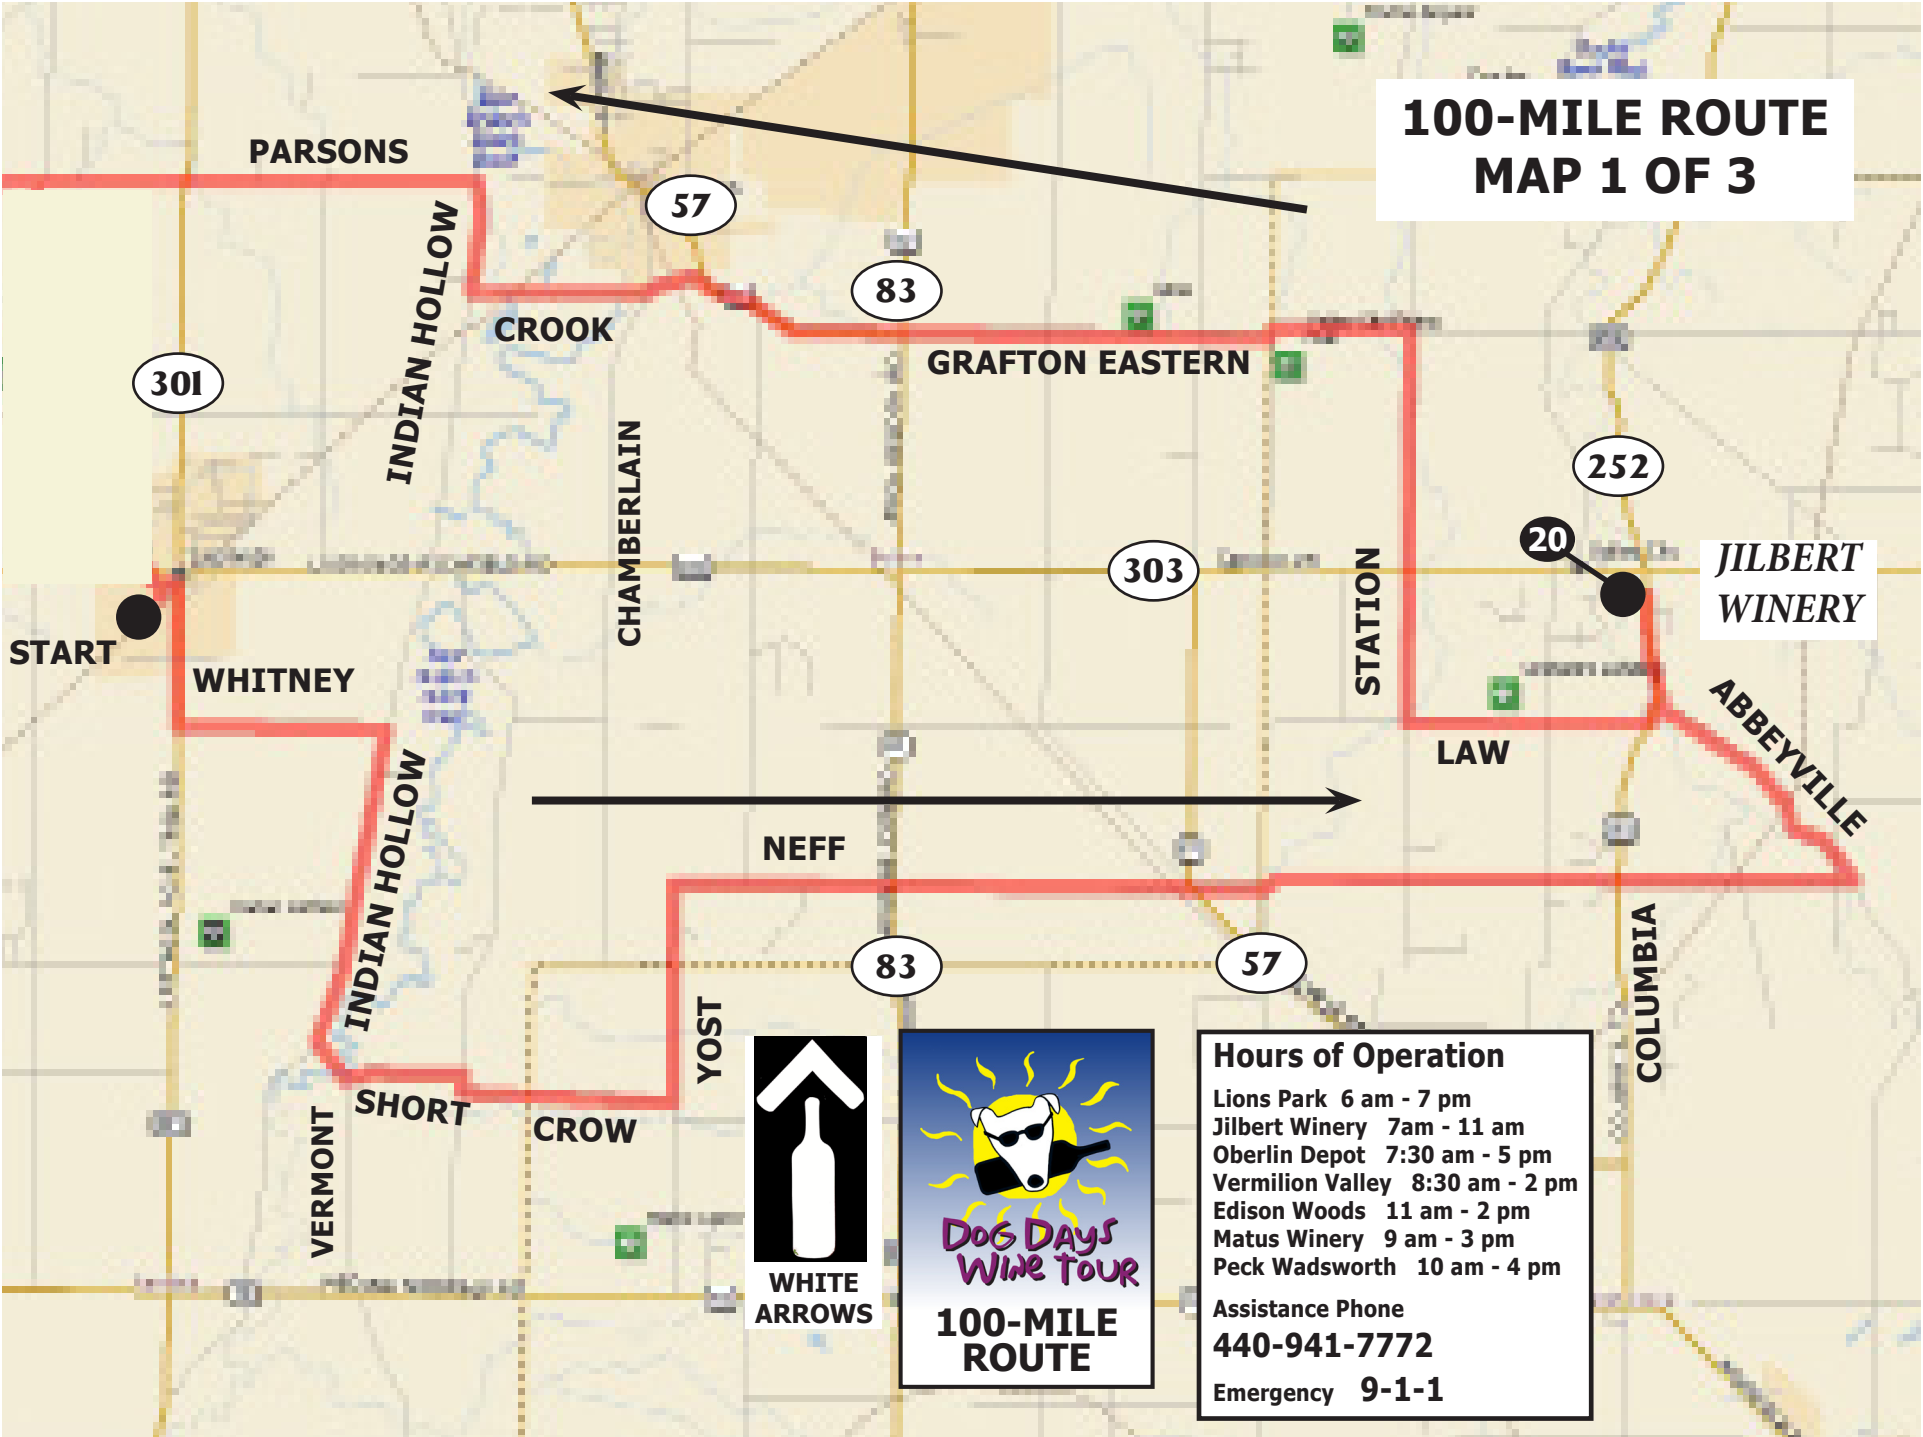 100-MILE ROUTE
MAP 1 OF 3
PARSONS
57
INDIAN HOLLOW
83
CROOK
GRAFTON EASTERN
301
CHAMBERLAIN
252
20
303
STATION
JILBERT
WINERY
START
WHITNEY
ABBEYVILLE
LAW
INDIAN HOLLOW
NEFF
83
57
COLUMBIA
YOST
SHORT
CROW
VERMONT
WHITE
ARROWS
DOG DAYS
WINE TOUR
100-MILE
ROUTE
Hours of Operation
Lions Park 6 am - 7 pm
Jilbert Winery 7am - 11 am
Oberlin Depot 7:30 am - 5 pm
Vermilion Valley 8:30 am - 2 pm
Edison Woods 11 am - 2 pm
Matus Winery 9 am - 3 pm
Peck Wadsworth 10 am - 4 pm
Assistance Phone
440-941-7772
Emergency 9-1-1